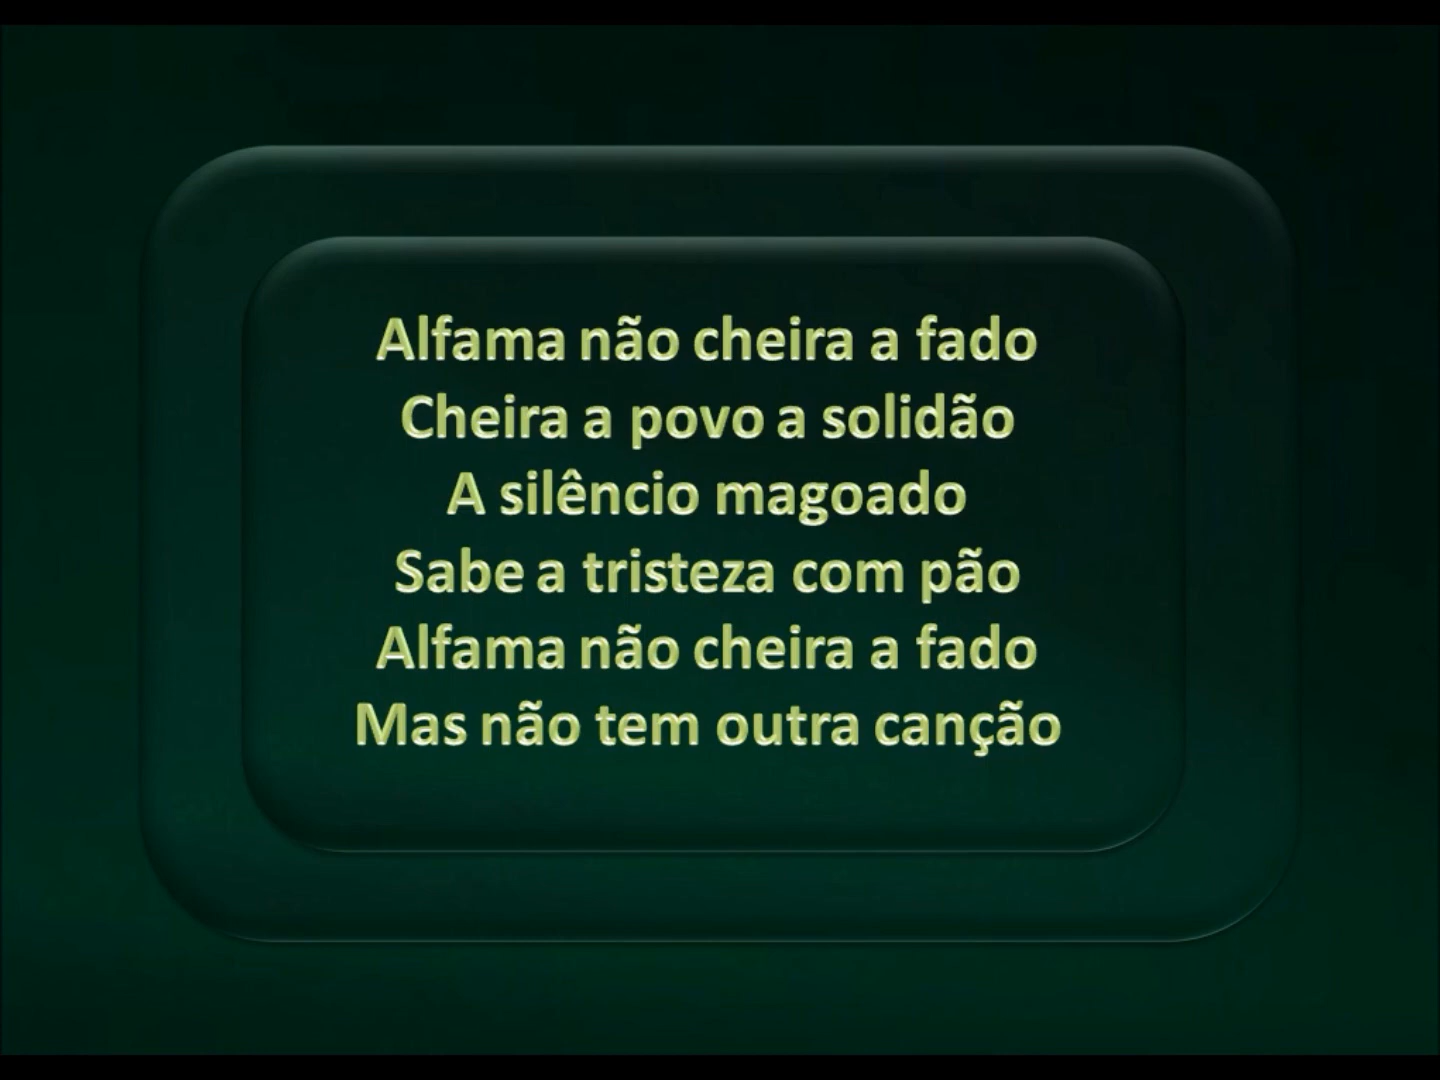 Alfama não cheira a fado
Cheira a povo a solidão
A silêncio magoado
Sabe a tristeza com pão
Alfama não cheira a fado
Mas não tem outra canção